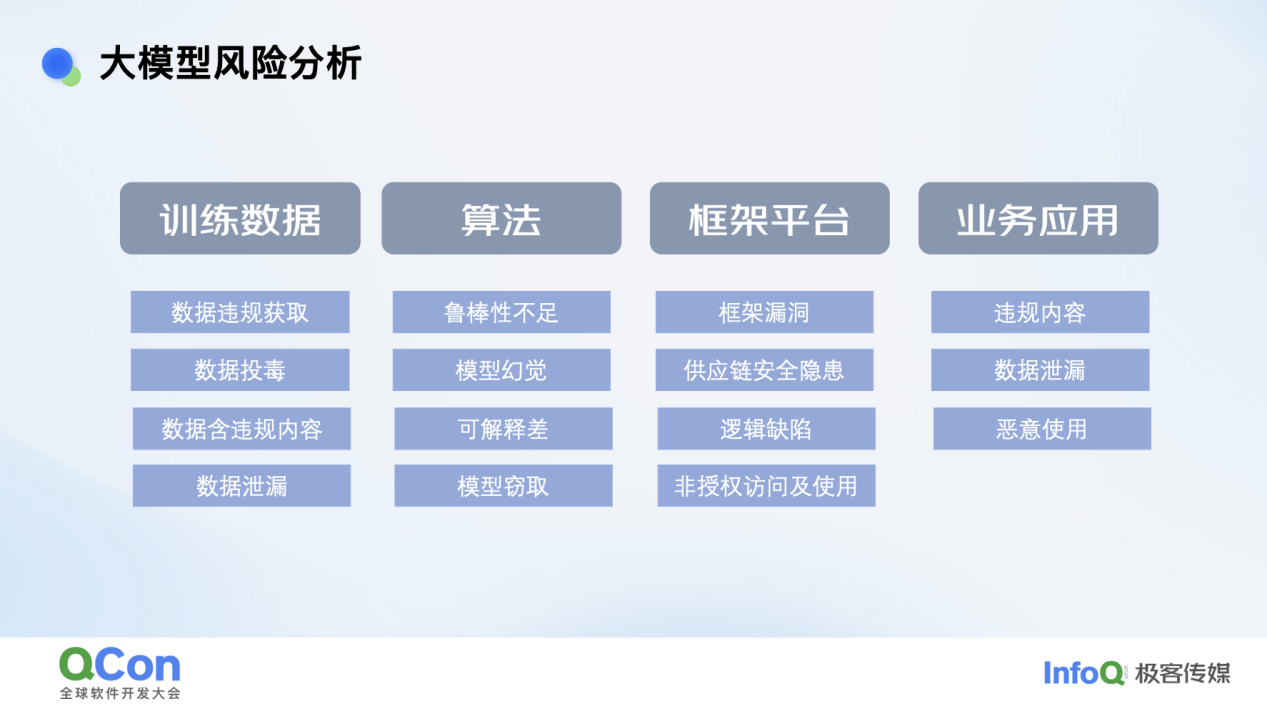 大模型风险分析
训练数据
算法
框架平台
业务应用
数据违规获取
鲁棒性不足
框架漏洞
违规内容
数据投毒
模型幻觉
供应链安全隐患
数据泄漏
数据含违规内容
可解释差
逻辑缺陷
恶意使用
数据泄漏
模型窃取
非授权访问及使用
QCon
全球软件开发大会
InfoQ 极客传媒